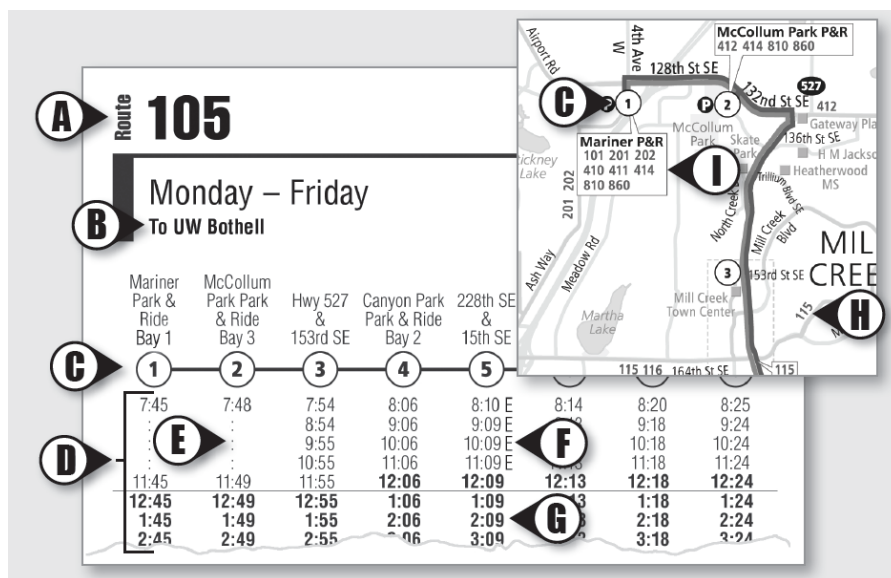 A
Route
105
Monday – Friday
B
To UW Bothell
Mariner Park & Ride Bay 1
McCollum Park Park & Ride Bay 3
Hwy 527 & 153rd SE
Canyon Park Park & Ride Bay 2
228th SE & 15th SE
C
1 2 3 4 5
D
E
F
G
7:45 7:48 7:54 8:06 8:10 E 8:14 8:20 8:25
: : 8:54 9:06 9:09 E 9:18 9:24
: : 9:55 10:06 10:09 E 10:18 10:24
: : 10:55 11:06 11:09 E 11:18 11:24
11:45 11:49 11:55 12:06 12:09 12:13 12:18 12:24
12:45 12:49 12:55 1:06 1:09 1:18 1:24
1:45 1:49 1:55 2:06 2:09 2:18 2:24
2:45 2:49 2:55 3:09 3:18 3:24
Airport Rd
4th Ave W
128th St SE
McCollum Park P&R
412 414 810 860
132nd St SE
527
412
C
P 1
P 2
Mariner P&R
101 201 202
410 411 414
810 860
I
McCollum Park
Skate Park
Gateway
136th St SE
Heatherwood MS
Trillium Blvd SE
Lake
201 202
Ash Way
Meadow Rd
Martha Lake
Mill Creek Blvd
3
153rd St SE
Mill Creek Town Center
115
H
115 116 164th St SE
115